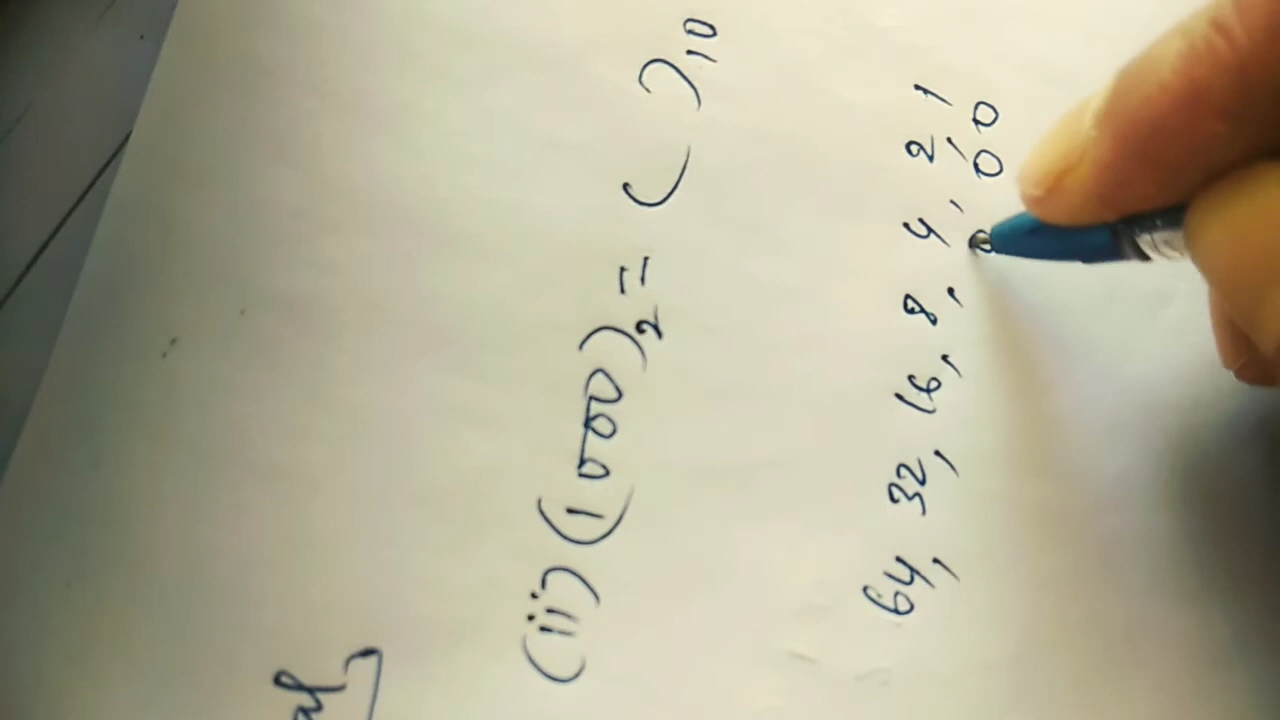 (ii) (1000)2 = ( )10
64, 32, 16, 8, 4, 2, 1
0 0 0